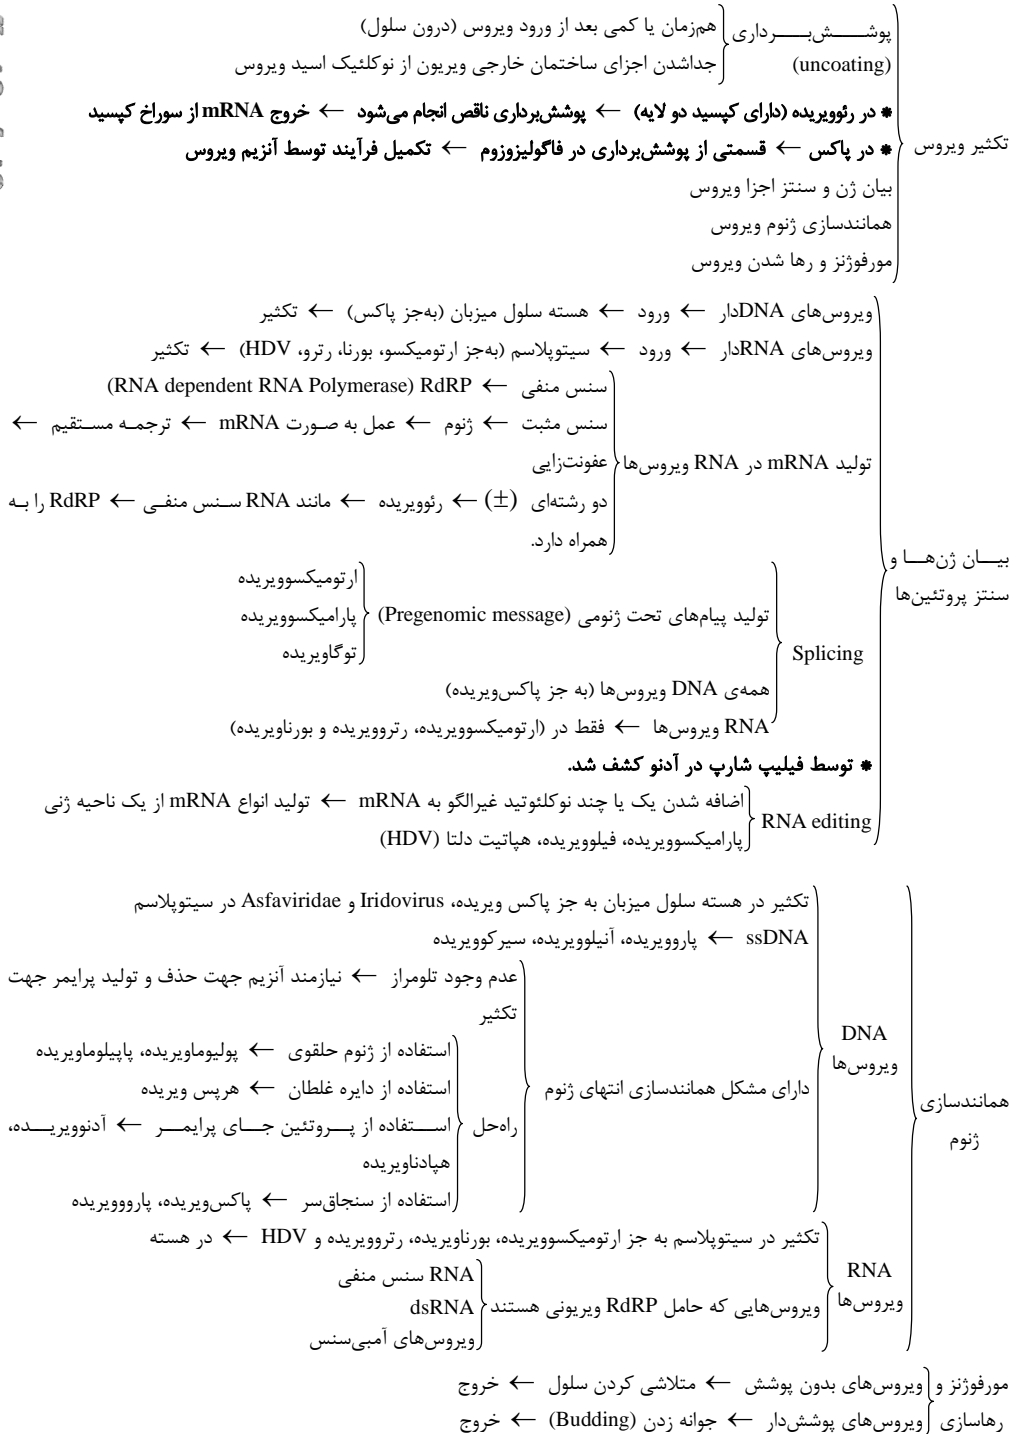 تکثیر ویروس
پوشش‌برداری
(uncoating)
هم‌زمان یا کمی بعد از ورود ویروس (درون سلول)
جداشدن اجزای ساختمان خارجی ویریون از نوکلئیک اسید ویروس
* در رئوویریده (دارای کپسید دو لایه) ← پوشش‌برداری ناقص انجام می‌شود ← خروج mRNA از سوراخ کپسید
* در پاکس ← قسمتی از پوشش‌برداری در فاگولیزوزوم ← تکمیل فرآیند توسط آنزیم ویروس
بیان ژن و سنتز اجزا ویروس
همانندسازی ژنوم ویروس
مورفوژنز و رها شدن ویروس
بیان ژن‌ها و
سنتز پروتئین‌ها
ویروس‌های DNAدار ← ورود ← هسته سلول میزبان (به‌جز پاکس) ← تکثیر
ویروس‌های RNAدار ← ورود ← سیتوپلاسم (به‌جز ارتومیکسو، بورنا، رترو، HDV) ← تکثیر
تولید mRNA در RNA ویروس‌ها
سنس منفی ← RdRP (RNA dependent RNA Polymerase)
سنس مثبت ← ژنوم ← عمل به صورت mRNA ← ترجمه مستقیم ←
عفونت‌زایی
دو رشته‌ای (±) ← رئوویریده ← مانند RNA سنس منفی ← RdRP را به
همراه دارد.
Splicing
تولید پیام‌های تحت ژنومی (Pregenomic message)
ارتومیکسوویریده
پارامیکسوویریده
توگاویریده
همه‌ی DNA ویروس‌ها (به جز پاکس‌ویریده)
RNA ویروس‌ها ← فقط در (ارتومیکسوویریده، رتروویریده و بورناویریده)
* توسط فیلیپ شارپ در آدنو کشف شد.
RNA editing
اضافه شدن یک یا چند نوکلئوتید غیرالگو به mRNA ← تولید انواع mRNA از یک ناحیه ژنی
پارامیکسوویریده، فیلوویریده، هپاتیت دلتا (HDV)
همانندسازی
ژنوم
DNA
ویروس‌ها
تکثیر در هسته سلول میزبان به جز پاکس ویریده، Iridovirus و Asfaviridae در سیتوپلاسم
ssDNA ← پاروویریده، آنیلوویریده، سیرکوویریده
دارای مشکل همانندسازی انتهای ژنوم
عدم وجود تلومراز ← نیازمند آنزیم جهت حذف و تولید پرایمر جهت
تکثیر
راه‌حل
استفاده از ژنوم حلقوی ← پولیوماویریده، پاپیلوماویریده
استفاده از دایره غلطان ← هرپس ویریده
استفاده از پروتئین جای پرایمر ← آدنوویریده،
هپادناویریده
استفاده از سنجاق‌سر ← پاکس‌ویریده، پارووویریده
RNA
ویروس‌ها
تکثیر در سیتوپلاسم به جز ارتومیکسوویریده، بورناویریده، رتروویریده و HDV ← در هسته
ویروس‌هایی که حامل RdRP ویریونی هستند
RNA سنس منفی
dsRNA
ویروس‌های آمبی‌سنس
مورفوژنز و
رهاسازی
ویروس‌های بدون پوشش ← متلاشی کردن سلول ← خروج
ویروس‌های پوشش‌دار ← جوانه زدن (Budding) ← خروج